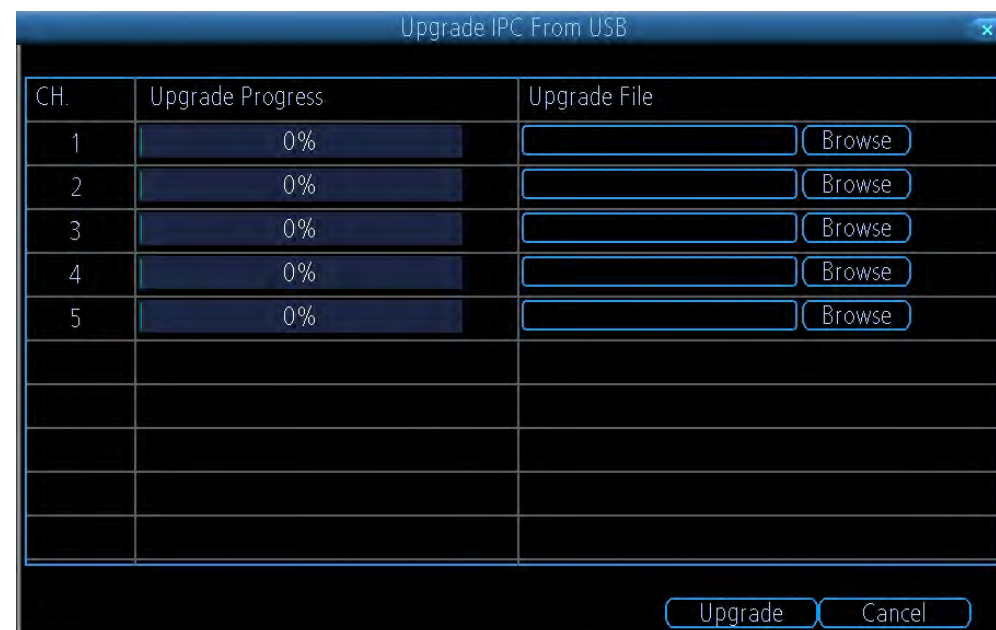 Upgrade IPC From USB
CH. Upgrade Progress Upgrade File
1 0% Browse
2 0% Browse
3 0% Browse
4 0% Browse
5 0% Browse
Upgrade Cancel